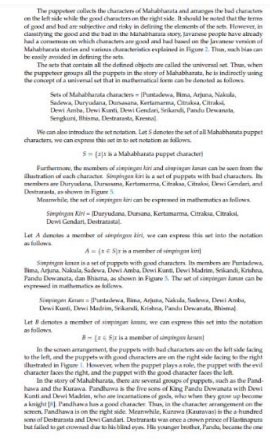 The puppeteer collects the characters of Mahabharata and arranges the bad characters
on the left side while the good characters on the right side. It should be noted that the terms
of good and bad are subjective and risky in defining the elements of the sets. However, in
classifying the good and the bad in the Mahabharata story, Javanese people have already
had a consensus on which characters are good and bad based on the Javanese version of
Mahabharata stories and various characteristics explained in Figure 2. Thus, such bias can
be easily avoided in defining the sets.
The sets that contain all the defined objects are called the universal set. Thus, when
the puppeteer groups all the puppets in the story of Mahabharata, he is indirectly using
the concept of a universal set that in mathematical form can be denoted as follows.
Sets of Mahabharata characters = {Puntadewa, Bima, Arjuna, Nakula,
Sadewa, Duryudana, Dursasena, Kertamarma, Citraksa, Citraksi,
Dewi Ambu, Dewi Kunti, Dewi Gendari, Srikandi, Pandu Dewanata,
Sengkuni, Bhisma, Destrarasta, Kresna}.
We can also introduce the set notation. Let S denotes the set of all Mahabharata puppet
characters, we can express this set in to set notation as follows.
S = {x|x is a Mahabharata puppet character}
Furthermore, the members of simpingan kiri and simpingan kanan can be seen from the
illustration of each character. Simpingan kiri is a set of puppets with bad characters. Its
members are Duryudana, Dursasena, Kertamarma, Citraksa, Citraksi, Dewi Gendari, and
Destrarasta, as shown in Figure 5.
Meanwhile, the set of simpingan kiri can be expressed in mathematics as follows.
Simpingan Kiri = {Duryudana, Dursana, Kertamarma, Citraksa, Citraksi,
Dewi Gendari, Destrarasta}.
Let A denotes a member of simpingan kiri, we can express this set into the notation
as follows.
A = {x ∈ S|x is a member of simpingan kiri}
Simpingan kanan is a set of puppets with good characters. Its members are Puntadewa,
Bima, Arjuna, Nakula, Sadewa, Dewi Ambu, Dewi Kunti, Dewi Madrim, Srikandi, Krishna,
Pandu Dewanata, dan Bhisma, as shown in Figure 5. The set of simpingan kanan can be
expressed in mathematics as follows.
Simpingan Kanan = {Puntadewa, Bima, Arjuna, Nakula, Sadewa, Dewi Ambu,
Dewi Kunti, Dewi Madrim, Srikandi, Krishna, Pandu Dewanata, Bhisma}.
Let B denotes a member of simpingan kanan, we can express this set into the notation
as follows.
B = {x ∈ S|x is a member of simpingan kanan}
In the screen arrangement, the puppets with bad characters are on the left side facing
to the left, and the puppets with good characters are on the right side facing to the right
illustrated in Figure 1. However, when the puppet plays a role, the puppet with the evil
character faces the right, and the puppet with the good character faces the left.
In the story of Mahabharata, there are several groups of puppets, such as the Pand-
hawa and the Kurawa. Pandhawa is the five sons of King Pandu Dewanata with Dewi
Kunti and Dewi Madrim, who are incarnations of gods, who when they grow up become
a knight. Pandhawa has a good character. Thus, in the character arrangement on the
screen, Pandhawa is on the right side. Meanwhile, Kurawa (Kaurawa) is the a hundred
sons of Destrarasta and Dewi Gendari. Destrarasta was once a crown prince of Hastinapura
but failed to get crowned due to his blind eyes. His younger brother, Pandu, became the one